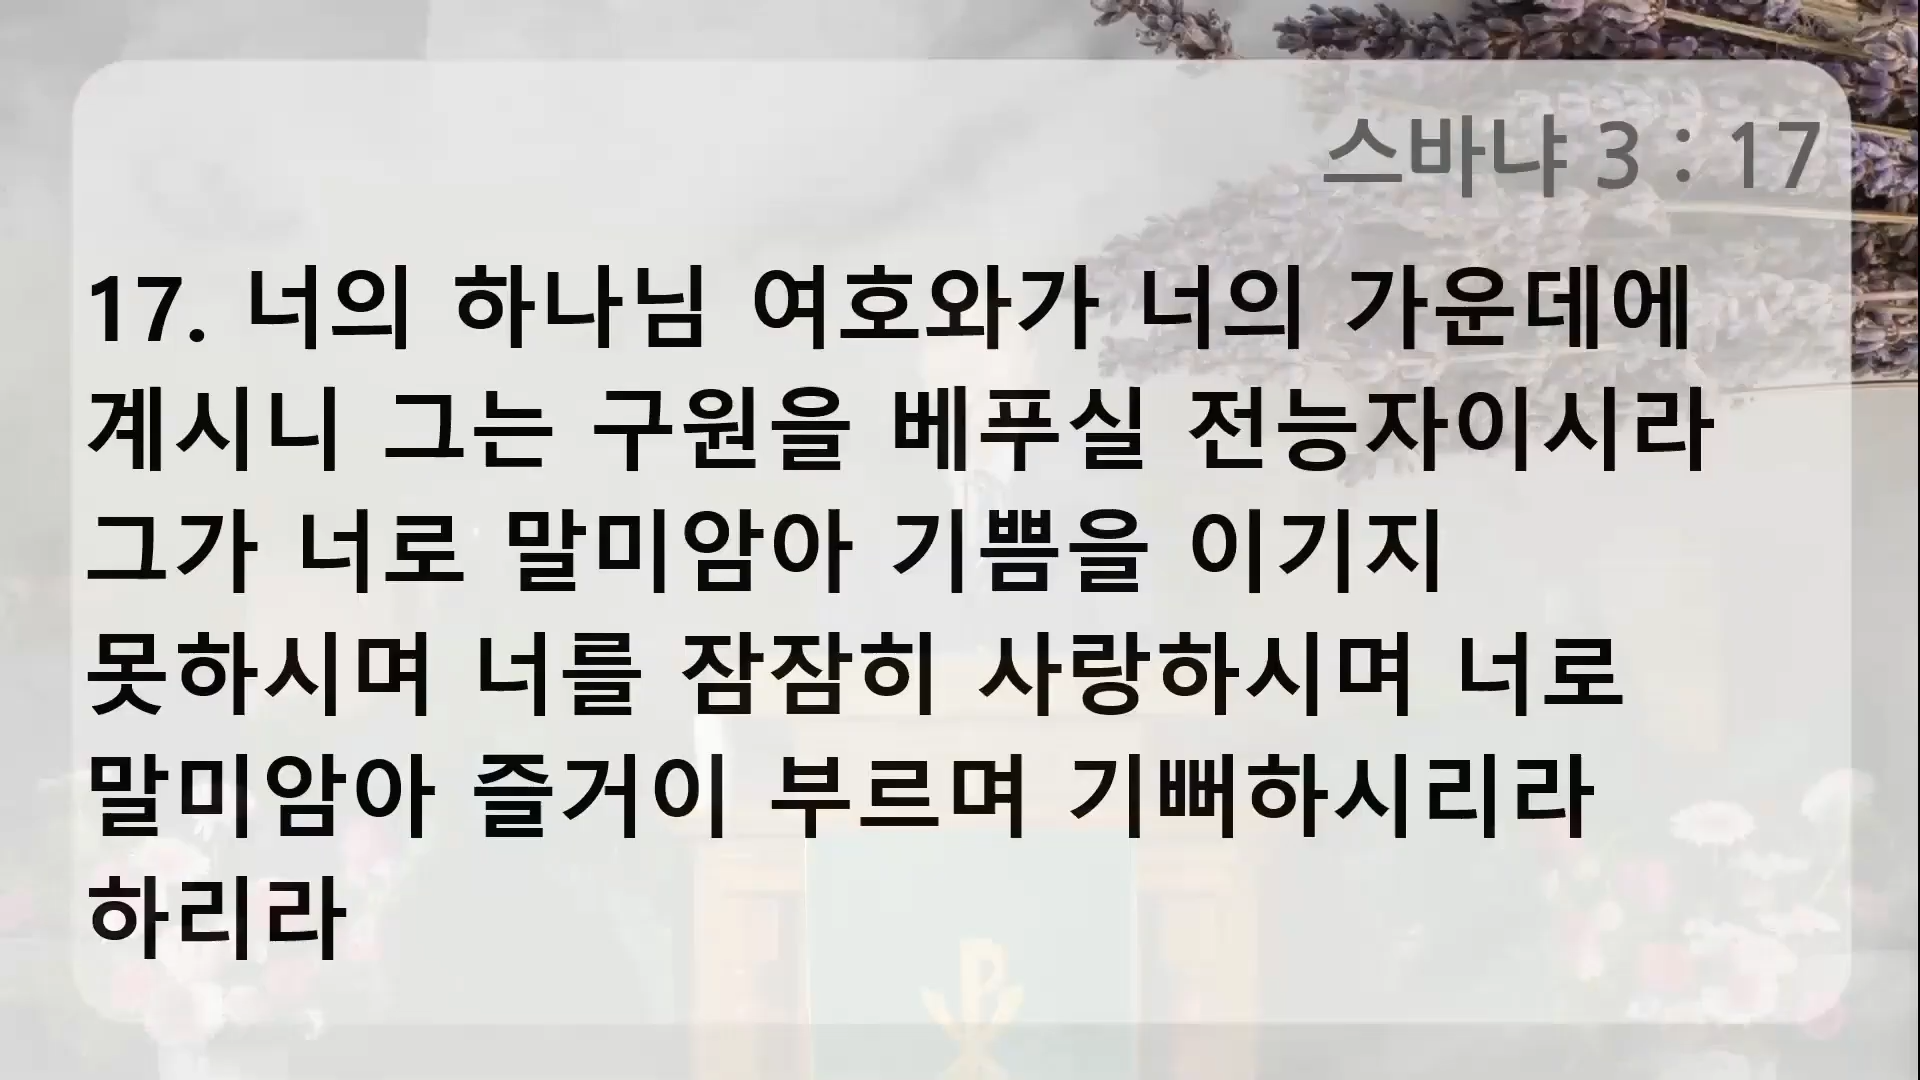 스바냐 3 : 17
17. 너의 하나님 여호와가 너의 가운데에
계시니 그는 구원을 베푸실 전능자이시라
그가 너로 말미암아 기쁨을 이기지
못하시며 너를 잠잠히 사랑하시며 너로
말미암아 즐거이 부르며 기뻐하시리라
하리라